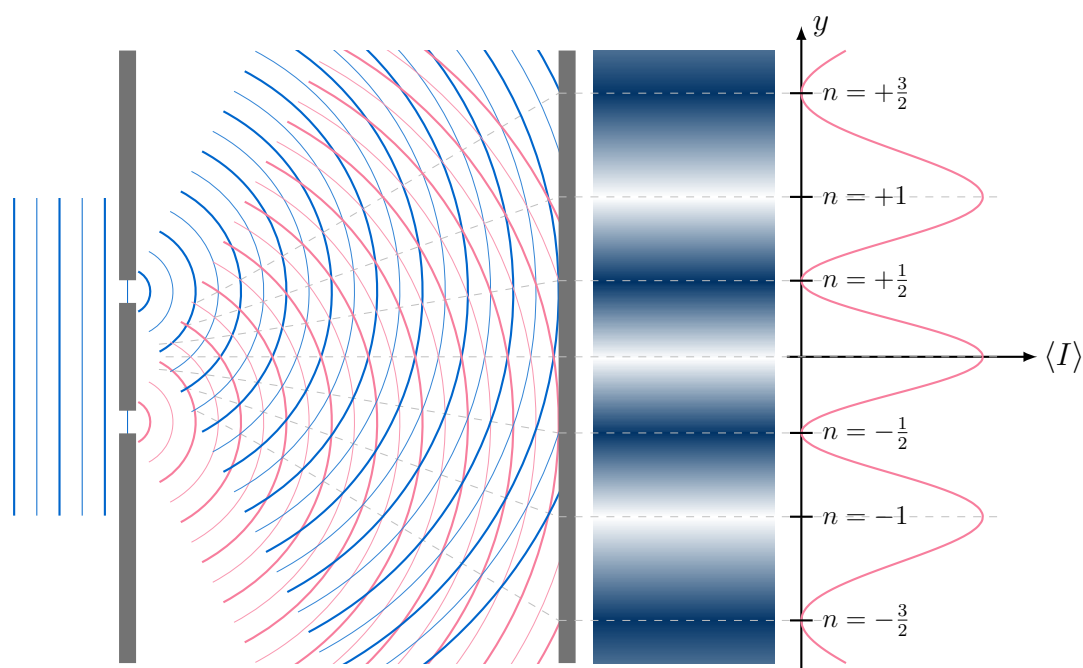 y
n = +3/2
n = +1
n = +1/2
⟨I⟩
n = −1/2
n = −1
n = −3/2